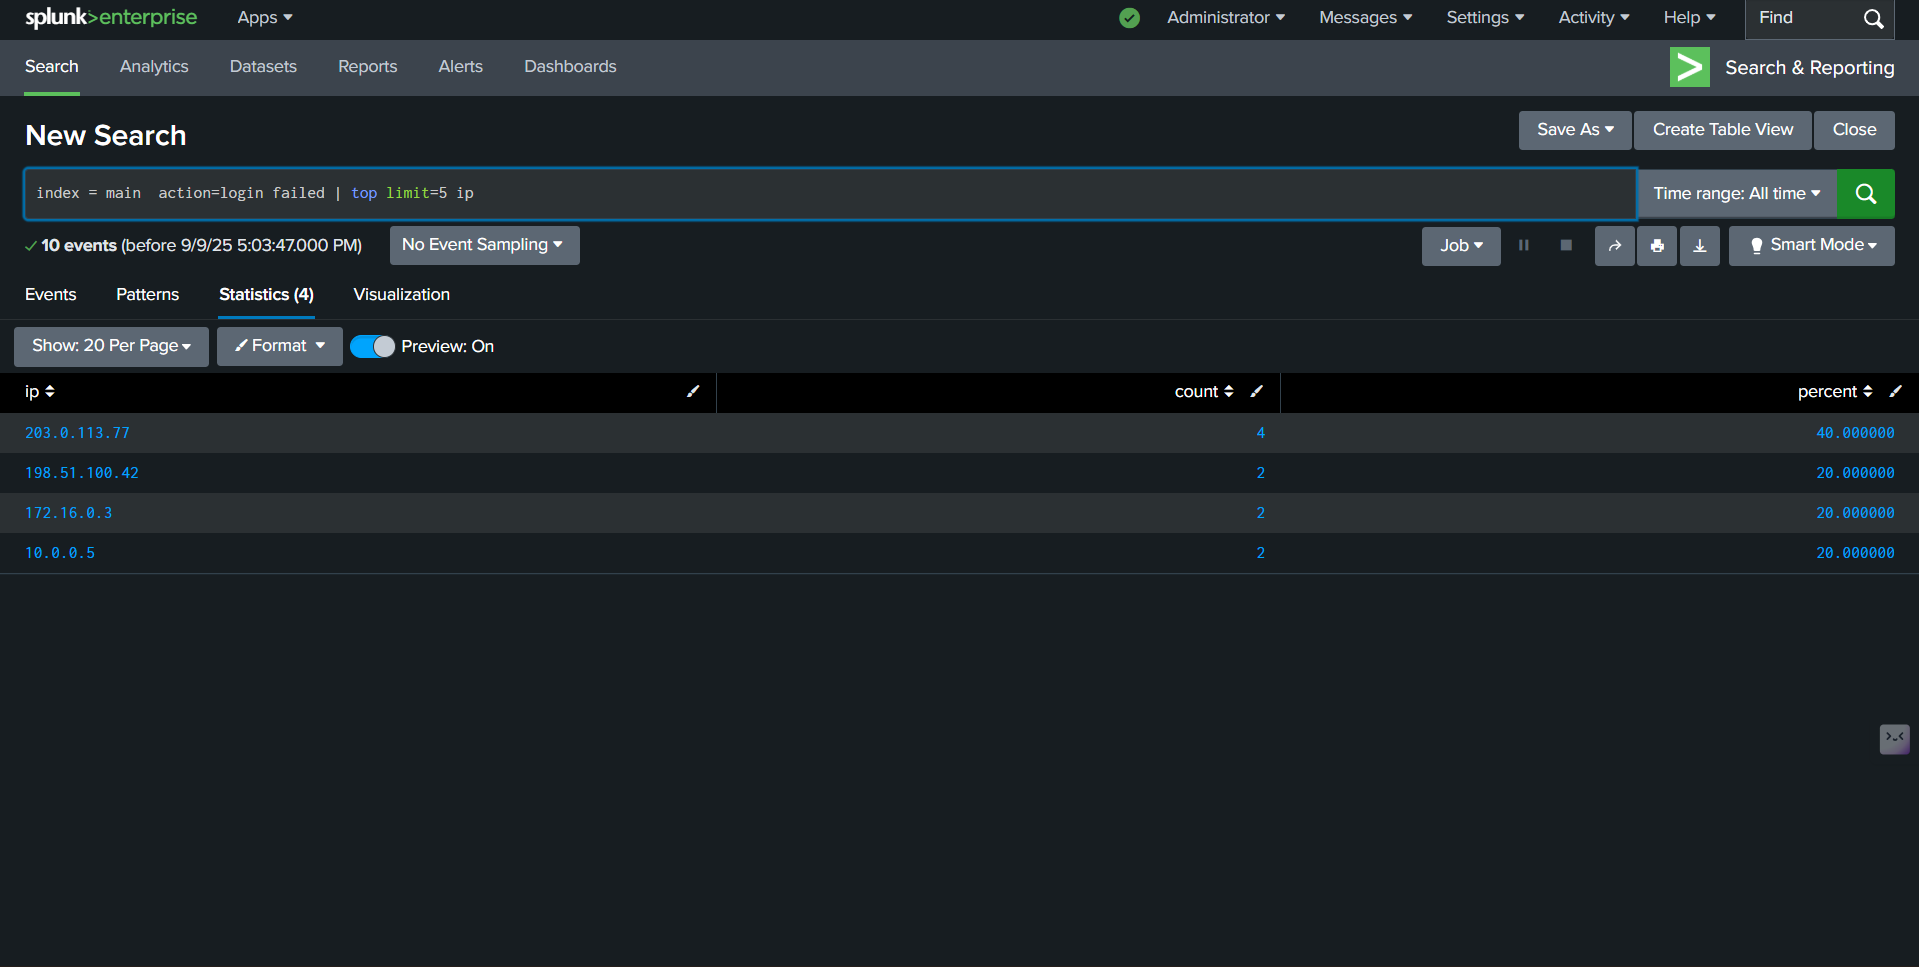 splunk>enterprise Apps Administrator Messages Settings Activity Help Find
Search Analytics Datasets Reports Alerts Dashboards Search & Reporting
New Search Save As Create Table View Close
index = main  action=login failed | top limit=5 ip Time range: All time
10 events (before 9/9/25 5:03:47.000 PM) No Event Sampling Job Smart Mode
Events Patterns Statistics (4) Visualization
Show: 20 Per Page Format Preview: On
ip count percent
203.0.113.77 4 40.000000
198.51.100.42 2 20.000000
172.16.0.3 2 20.000000
10.0.0.5 2 20.000000